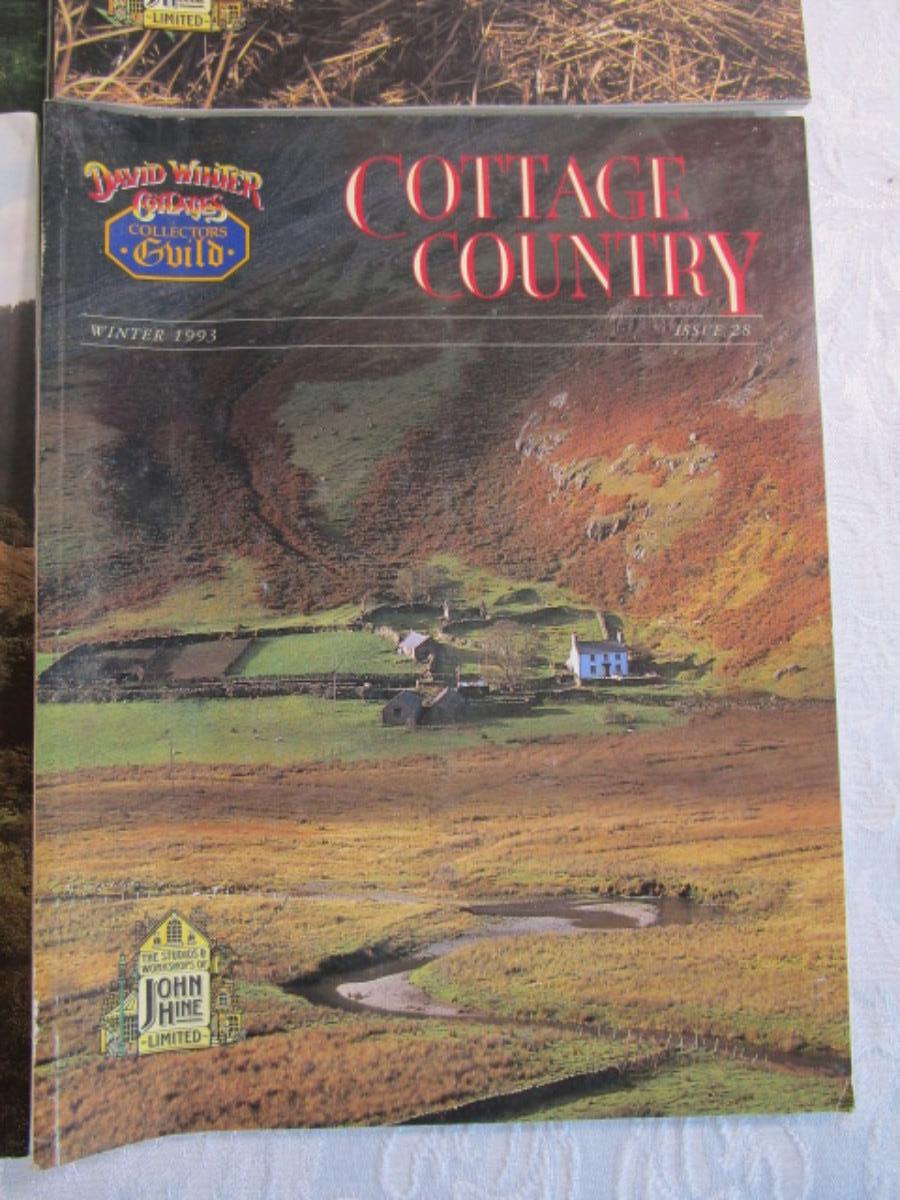 HINE
-LIMITED-
DAVID WINTER
COTTAGES
COLLECTORS
·Guild·
COTTAGE
COUNTRY
WINTER 1993
ISSUE 28
THE STUDIOS &
WORKSHOPS OF
JOHN
HINE
-LIMITED-